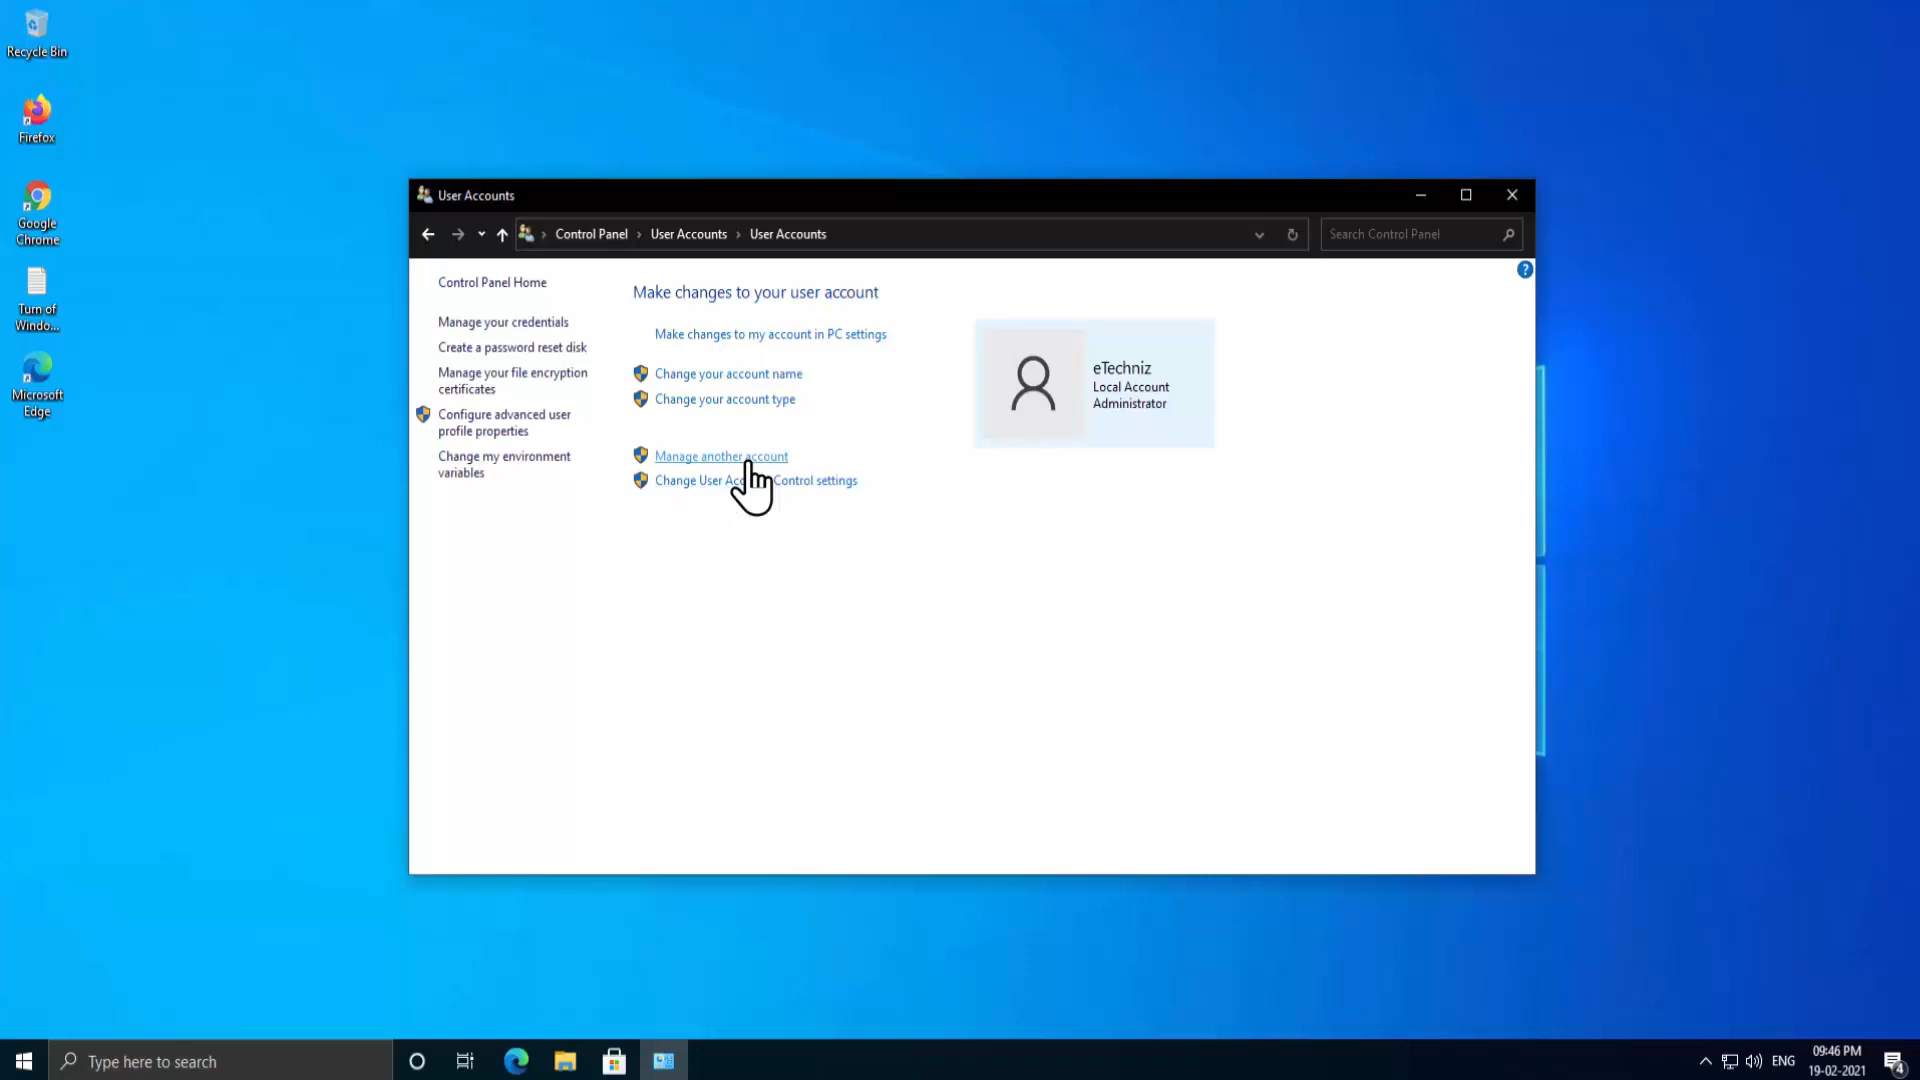 Recycle Bin
Firefox
Google
Chrome
Turn of
Windo...
Microsoft
Edge
User Accounts
Control Panel › User Accounts › User Accounts
Search Control Panel
?
Control Panel Home
Manage your credentials
Create a password reset disk
Manage your file encryption
certificates
Configure advanced user
profile properties
Change my environment
variables
Make changes to your user account
Make changes to my account in PC settings
Change your account name
Change your account type
Manage another account
Change User Control settings
eTechniz
Local Account
Administrator
Type here to search
ENG
09:46 PM
19-02-2021
4